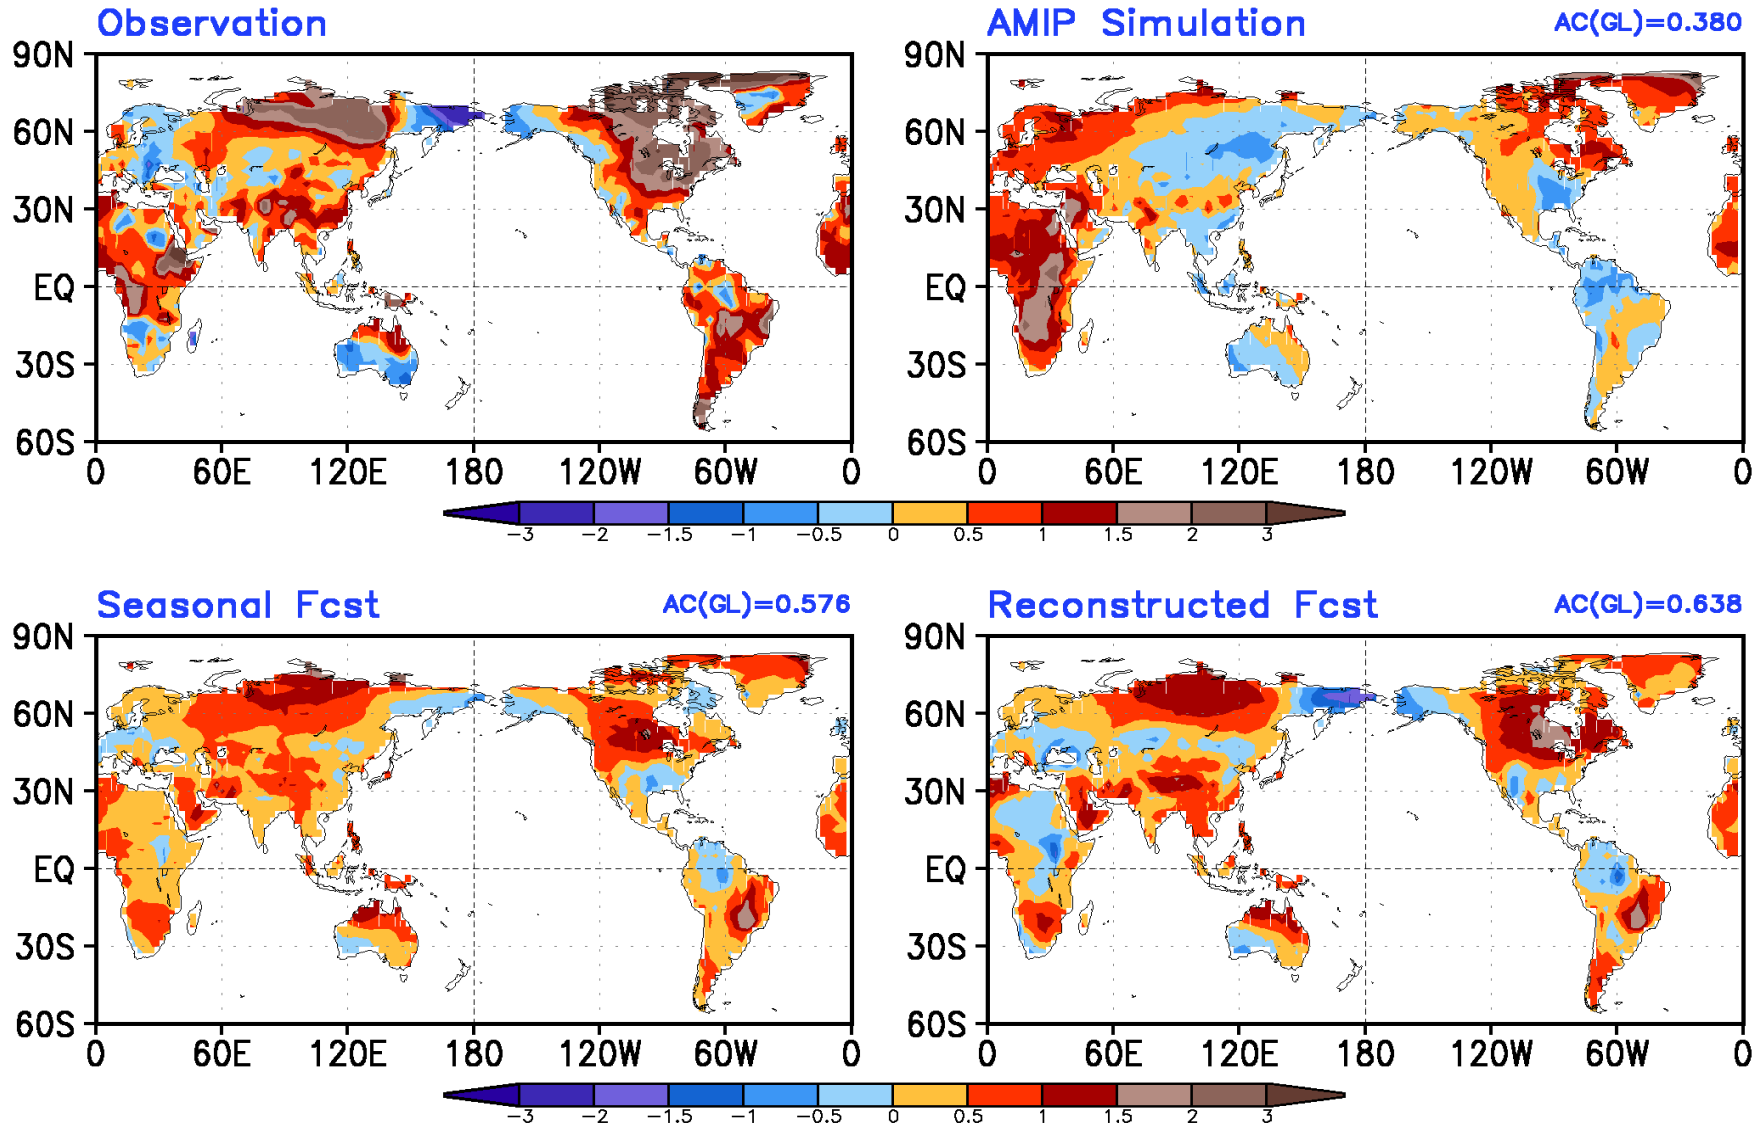 Observation
AMIP Simulation AC(GL)=0.380
90N
60N
30N
EQ
30S
60S
0 60E 120E 180 120W 60W 0
90N
60N
30N
EQ
30S
60S
0 60E 120E 180 120W 60W 0
-3 -2 -1.5 -1 -0.5 0 0.5 1 1.5 2 3
Seasonal Fcst AC(GL)=0.576
Reconstructed Fcst AC(GL)=0.638
90N
60N
30N
EQ
30S
60S
0 60E 120E 180 120W 60W 0
90N
60N
30N
EQ
30S
60S
0 60E 120E 180 120W 60W 0
-3 -2 -1.5 -1 -0.5 0 0.5 1 1.5 2 3